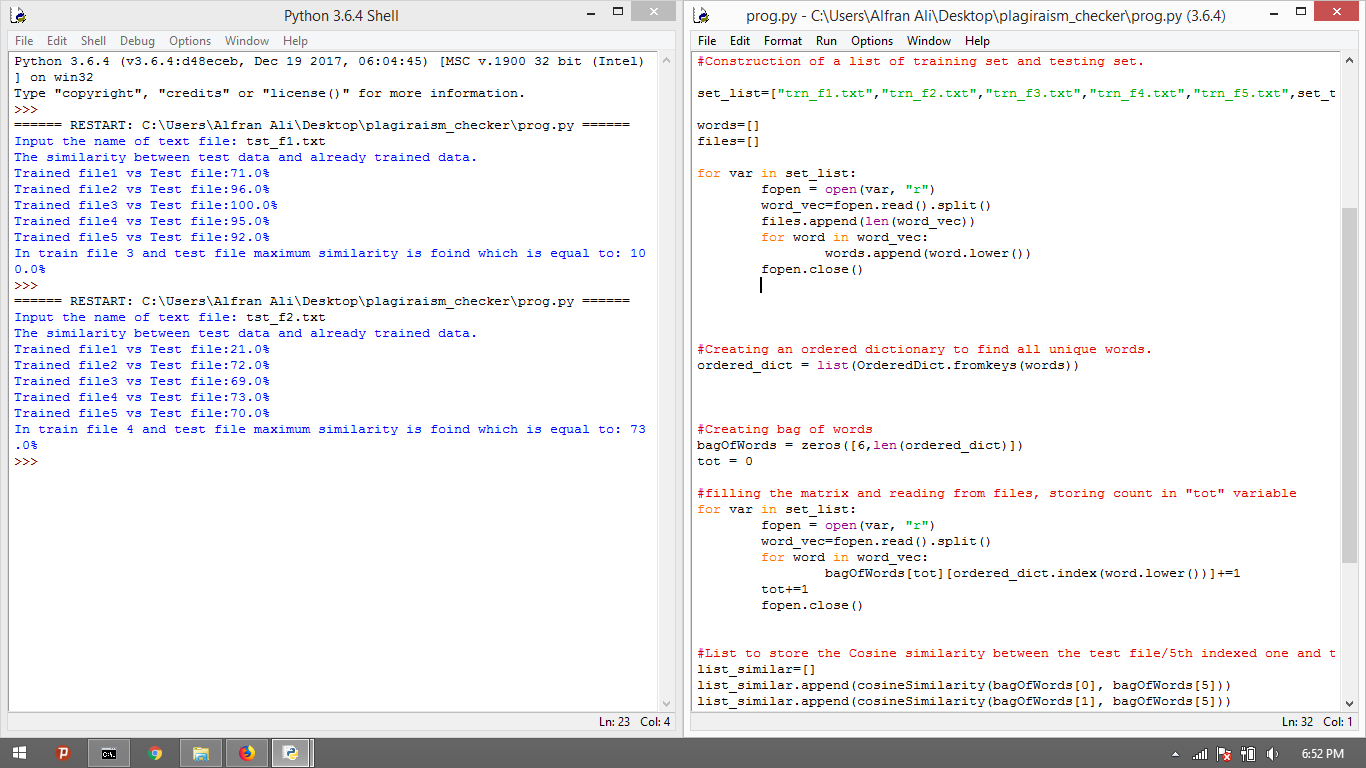 Python 3.6.4 Shell
File Edit Shell Debug Options Window Help
Python 3.6.4 (v3.6.4:d48eceb, Dec 19 2017, 06:04:45) [MSC v.1900 32 bit (Intel)
] on win32
Type "copyright", "credits" or "license()" for more information.
>>>
====== RESTART: C:\Users\Alfran Ali\Desktop\plagiraism_checker\prog.py ======
Input the name of text file: tst_f1.txt
The similarity between test data and already trained data.
Trained file1 vs Test file:71.0%
Trained file2 vs Test file:96.0%
Trained file3 vs Test file:100.0%
Trained file4 vs Test file:95.0%
Trained file5 vs Test file:92.0%
In train file 3 and test file maximum similarity is foind which is equal to: 10
0.0%
>>>
====== RESTART: C:\Users\Alfran Ali\Desktop\plagiraism_checker\prog.py ======
Input the name of text file: tst_f2.txt
The similarity between test data and already trained data.
Trained file1 vs Test file:21.0%
Trained file2 vs Test file:72.0%
Trained file3 vs Test file:69.0%
Trained file4 vs Test file:73.0%
Trained file5 vs Test file:70.0%
In train file 4 and test file maximum similarity is foind which is equal to: 73
.0%
>>>
Ln: 23 Col: 4
prog.py - C:\Users\Alfran Ali\Desktop\plagiraism_checker\prog.py (3.6.4)
File Edit Format Run Options Window Help
#Construction of a list of training set and testing set.
set_list=["trn_f1.txt","trn_f2.txt","trn_f3.txt","trn_f4.txt","trn_f5.txt",set_t
words=[]
files=[]
for var in set_list:
        fopen = open(var, "r")
        word_vec=fopen.read().split()
        files.append(len(word_vec))
        for word in word_vec:
                words.append(word.lower())
        fopen.close()
#Creating an ordered dictionary to find all unique words.
ordered_dict = list(OrderedDict.fromkeys(words))
#Creating bag of words
bagOfWords = zeros([6,len(ordered_dict)])
tot = 0
#filling the matrix and reading from files, storing count in "tot" variable
for var in set_list:
        fopen = open(var, "r")
        word_vec=fopen.read().split()
        for word in word_vec:
                bagOfWords[tot][ordered_dict.index(word.lower())]+=1
        tot+=1
        fopen.close()
#List to store the Cosine similarity between the test file/5th indexed one and t
list_similar=[]
list_similar.append(cosineSimilarity(bagOfWords[0], bagOfWords[5]))
list_similar.append(cosineSimilarity(bagOfWords[1], bagOfWords[5]))
Ln: 32 Col: 1
6:52 PM